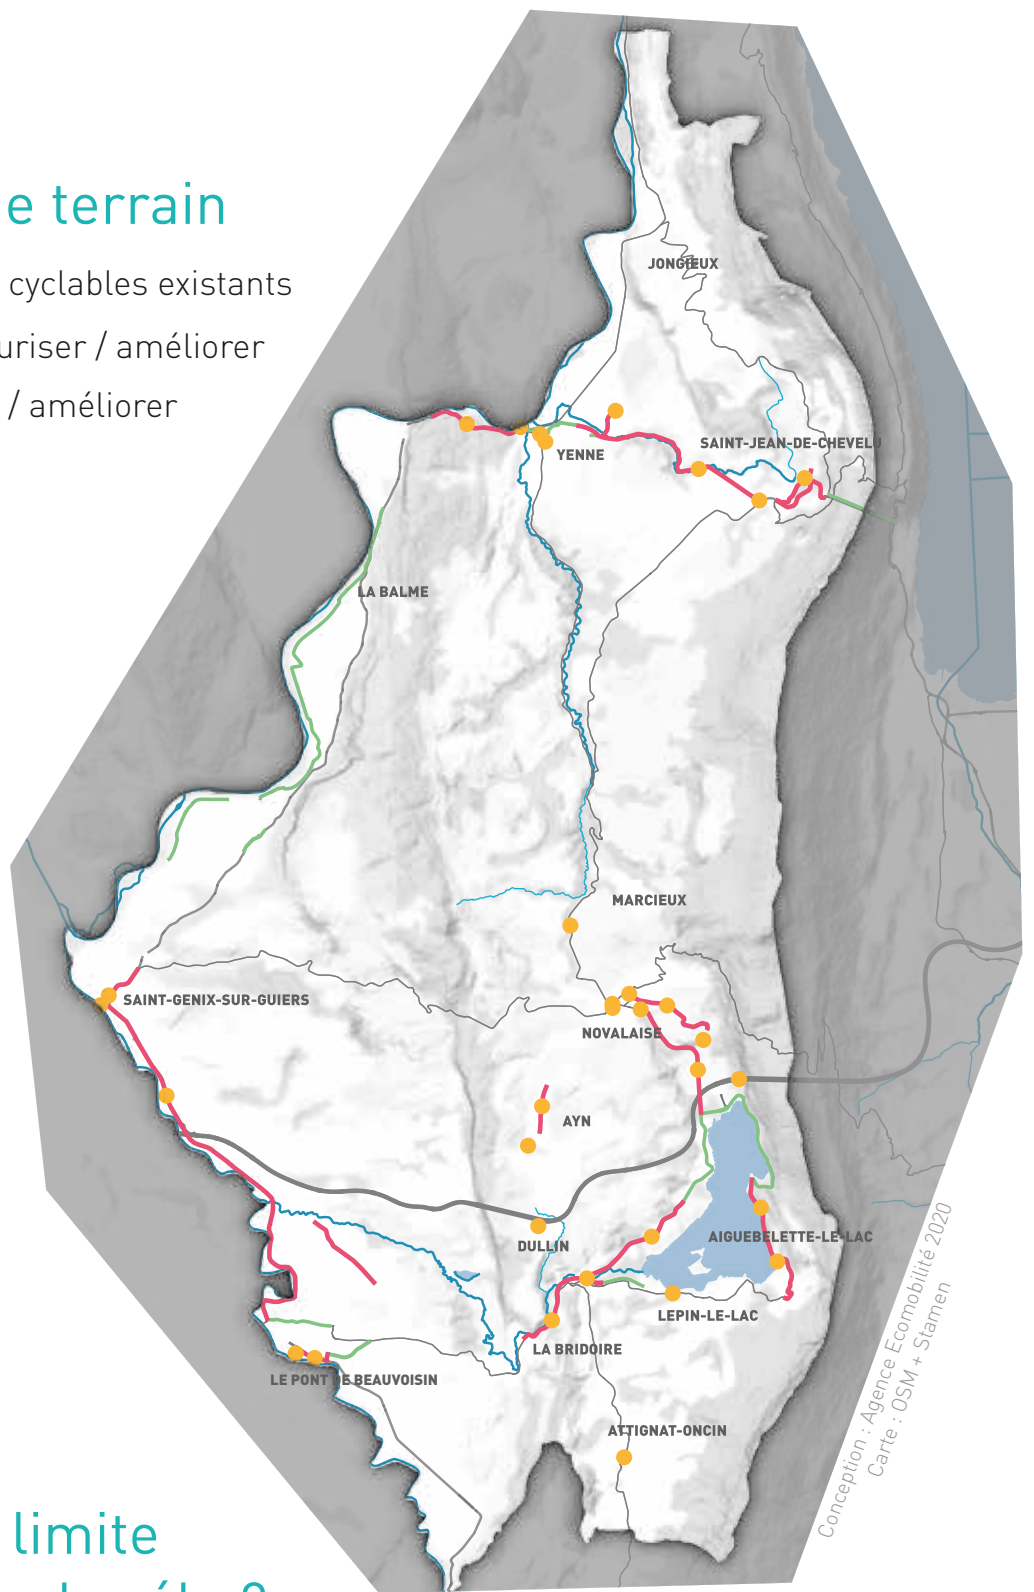 e terrain
cyclables existants
uriser / améliorer
/ améliorer
JONGIEUX
SAINT-JEAN-DE-CHEVELU
YENNE
LA BALME
MARCIEUX
SAINT-GENIX-SUR-GUIERS
NOVALAISE
AYN
AIGUEBELETTE-LE-LAC
DULLIN
LEPIN-LE-LAC
LA BRIDOIRE
LE PONT DE BEAUVOISIN
ATTIGNAT-ONCIN
Conception : Agence Ecomobilité 2020
Carte : OSM + Stamen
limite